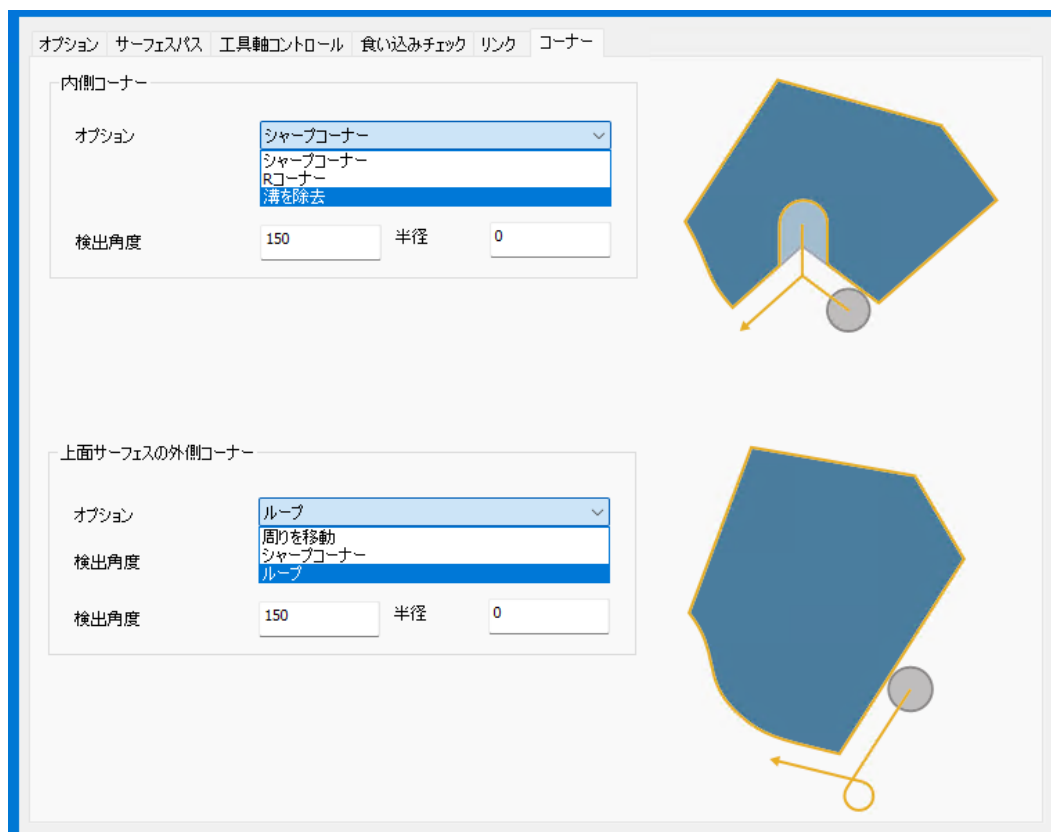 オプション サーフェスパス 工具軸コントロール 食い込みチェック リンク コーナー
内側コーナー
オプション シャープコーナー
シャープコーナー
Rコーナー
溝を除去
検出角度 150 半径 0
上面サーフェスの外側コーナー
オプション ループ
周りを移動
検出角度 シャープコーナー
ループ
検出角度 150 半径 0